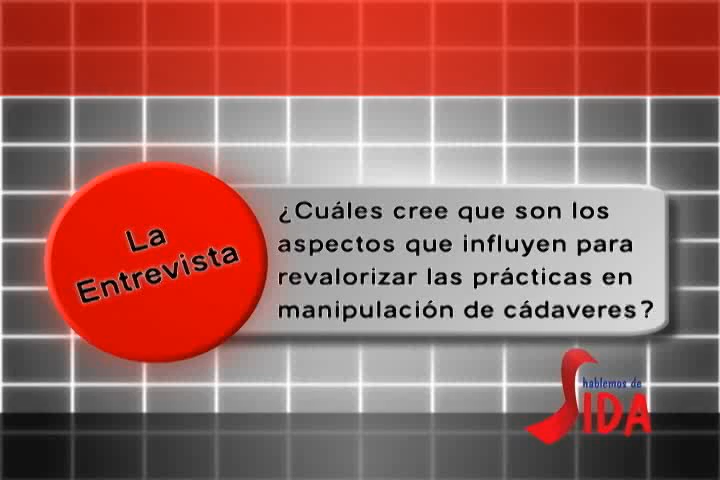 La
Entrevista
¿Cuáles cree que son los
aspectos que influyen para
revalorizar las prácticas en
manipulación de cádaveres?
hablemos de
SIDA